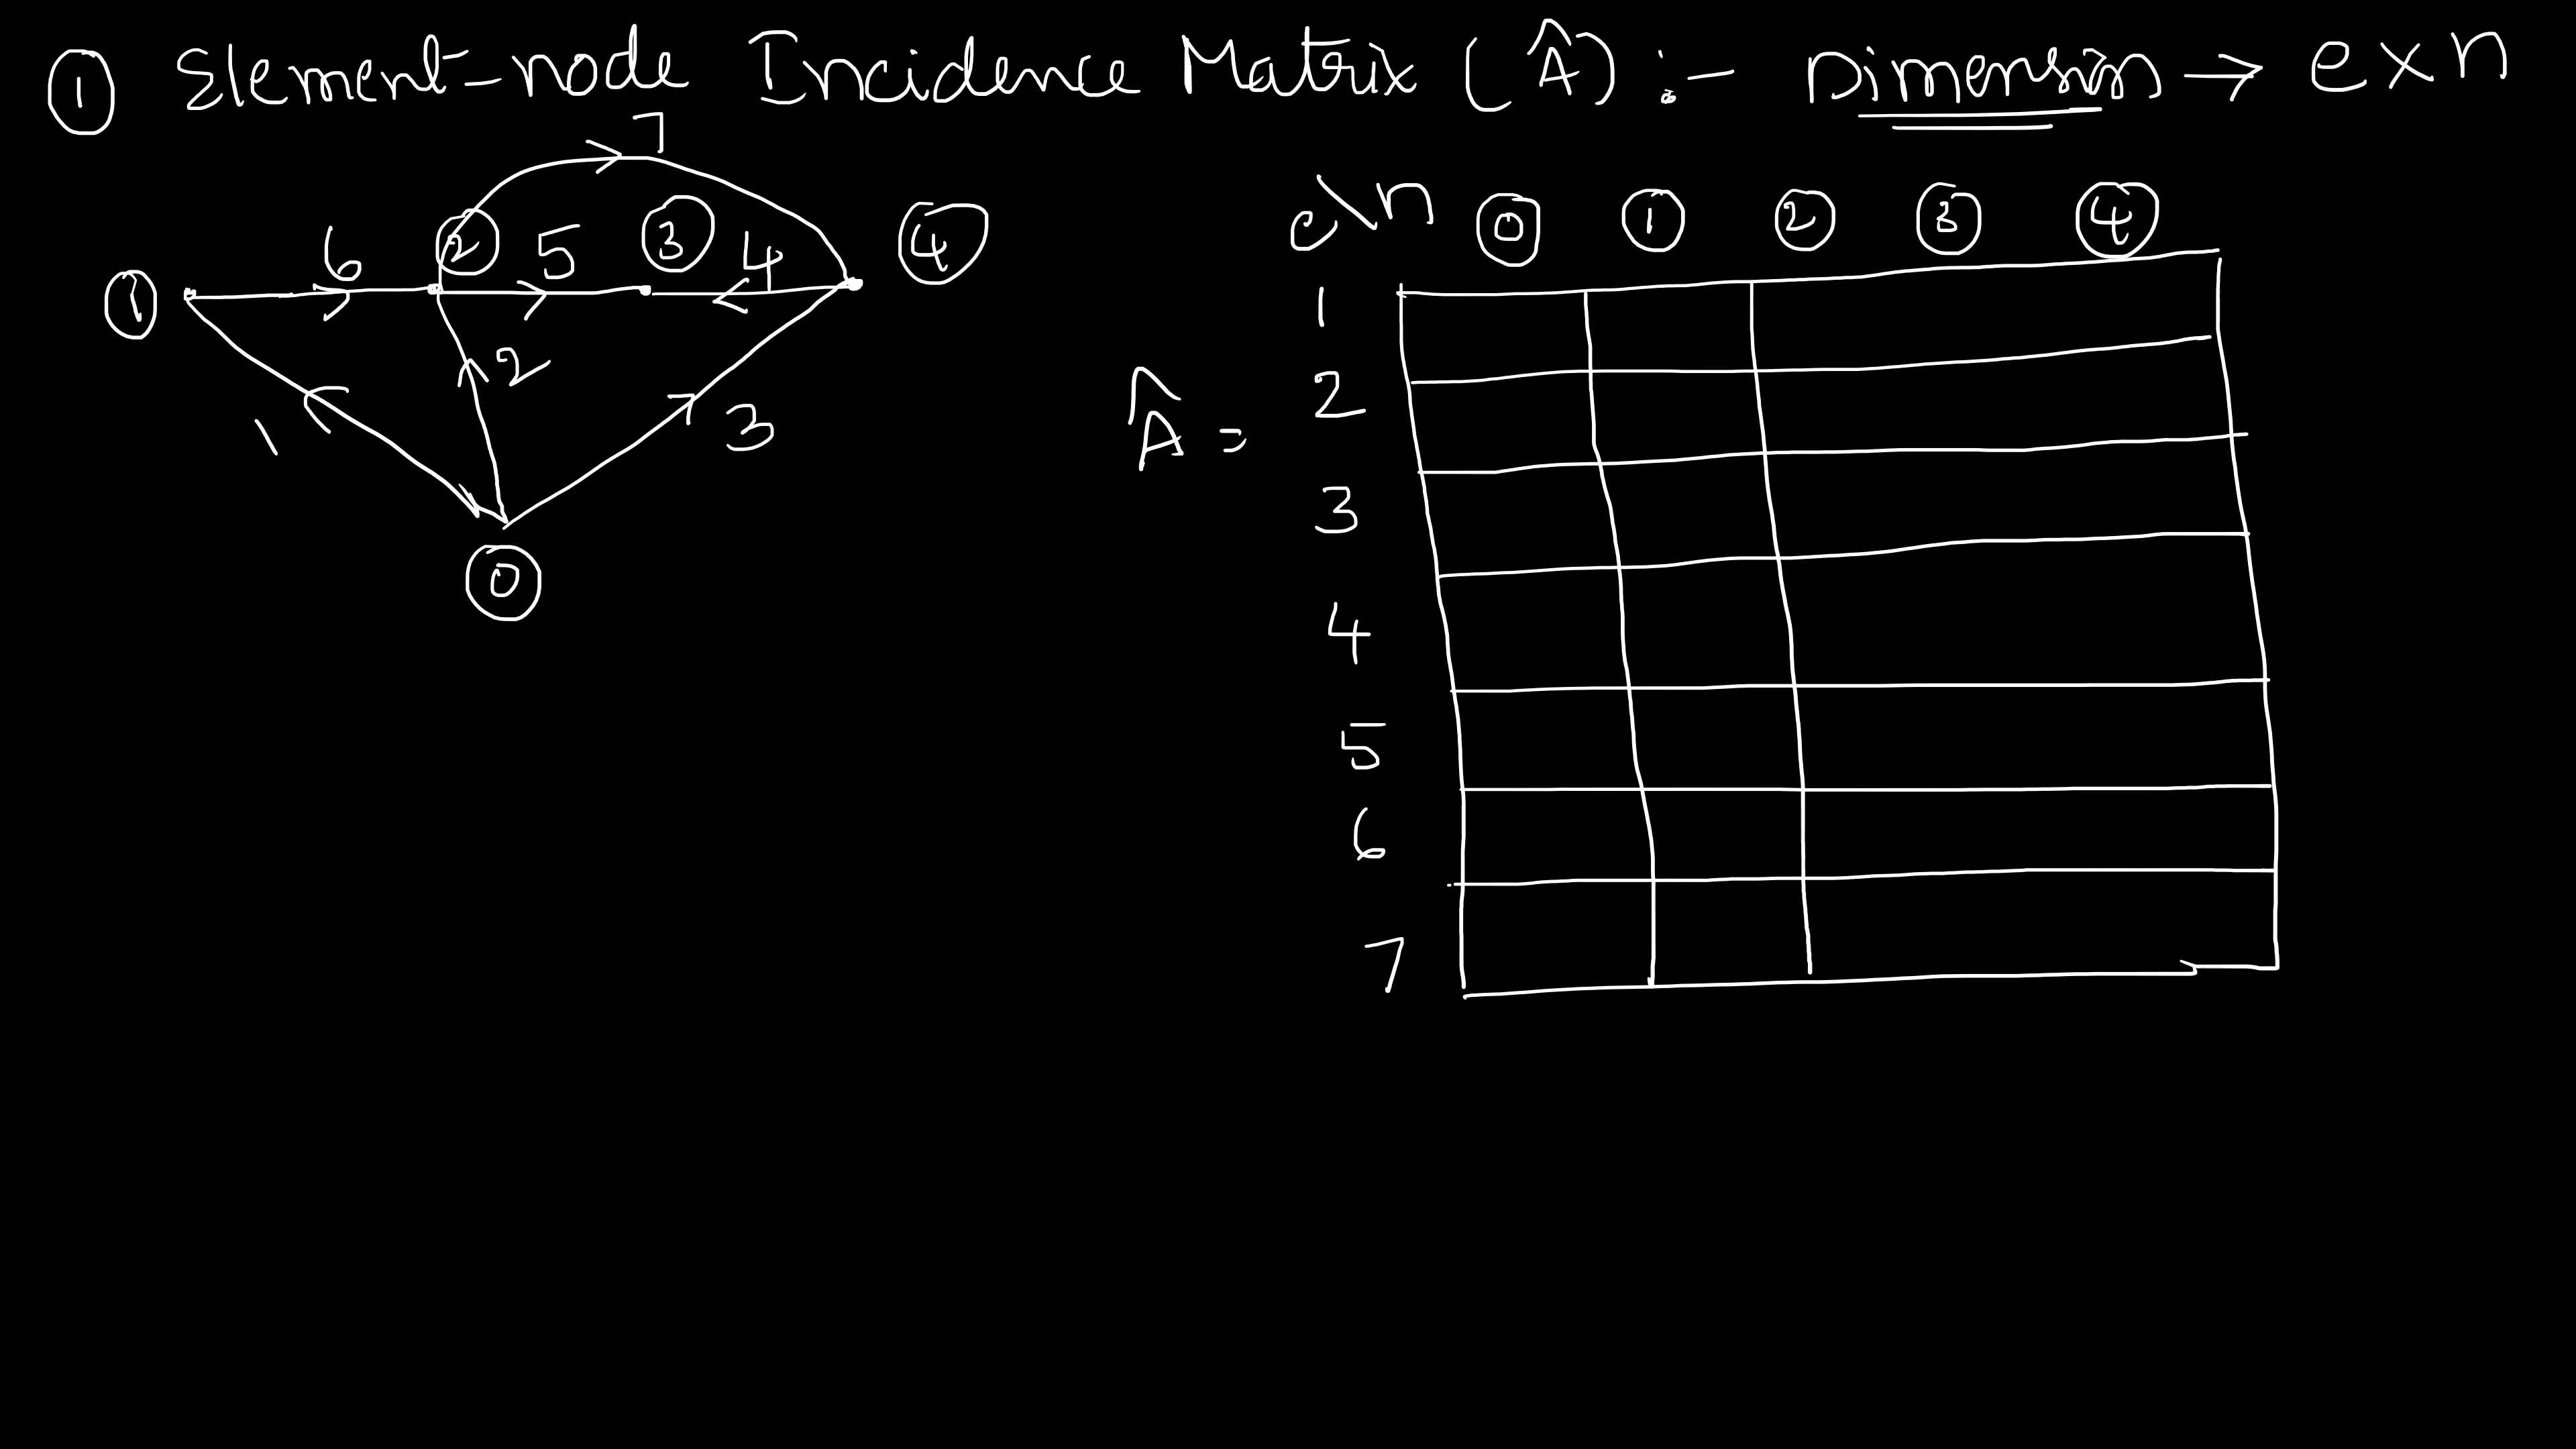 ① Element-node Incidence Matrix (Â) :- Dimension → e x n
7
e\n ⓪ ① ② ③ ④
① 6 ② 5 ③ 4 ④
1 2 3
⓪
Â =
1
2
3
4
5
6
7